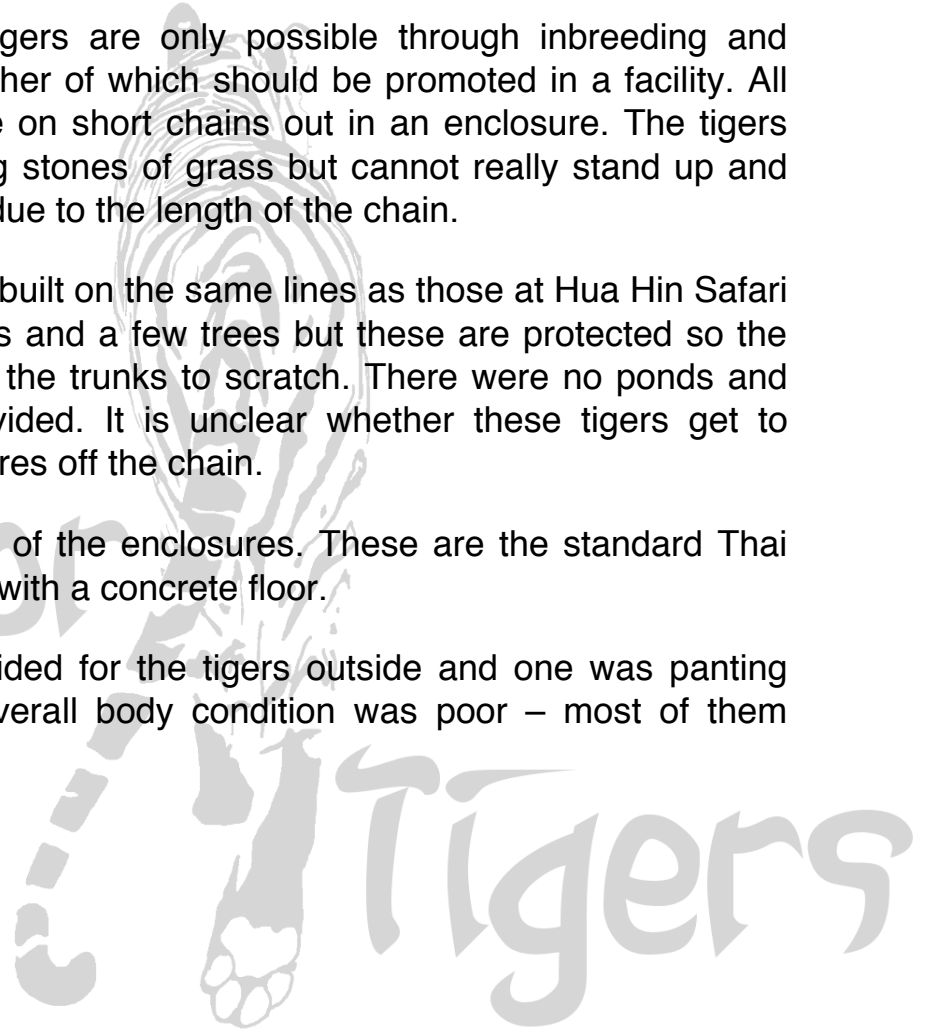 gers are only possible through inbreeding and
her of which should be promoted in a facility. All
e on short chains out in an enclosure. The tigers
g stones of grass but cannot really stand up and
due to the length of the chain.
built on the same lines as those at Hua Hin Safari
s and a few trees but these are protected so the
the trunks to scratch. There were no ponds and
vided. It is unclear whether these tigers get to
res off the chain.
of the enclosures. These are the standard Thai
with a concrete floor.
ided for the tigers outside and one was panting
verall body condition was poor – most of them
or
Tigers